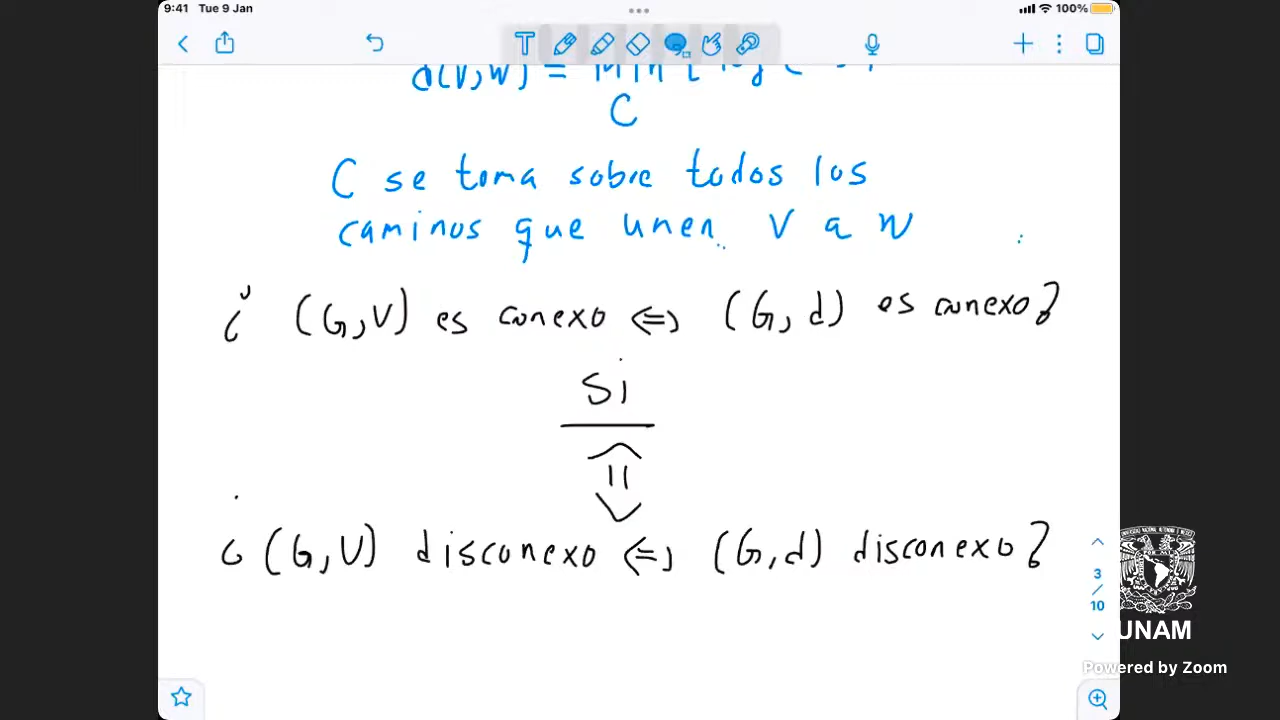 9:41 Tue 9 Jan 100%
d(v,w) = Min {
C
C se toma sobre todos los
caminos que unen V a W
¿ (G,V) es conexo <=> (G,d) es conexo?
Si
¿ (G,V) disconexo <=> (G,d) disconexo?
3
/
10
UNAM
Powered by Zoom